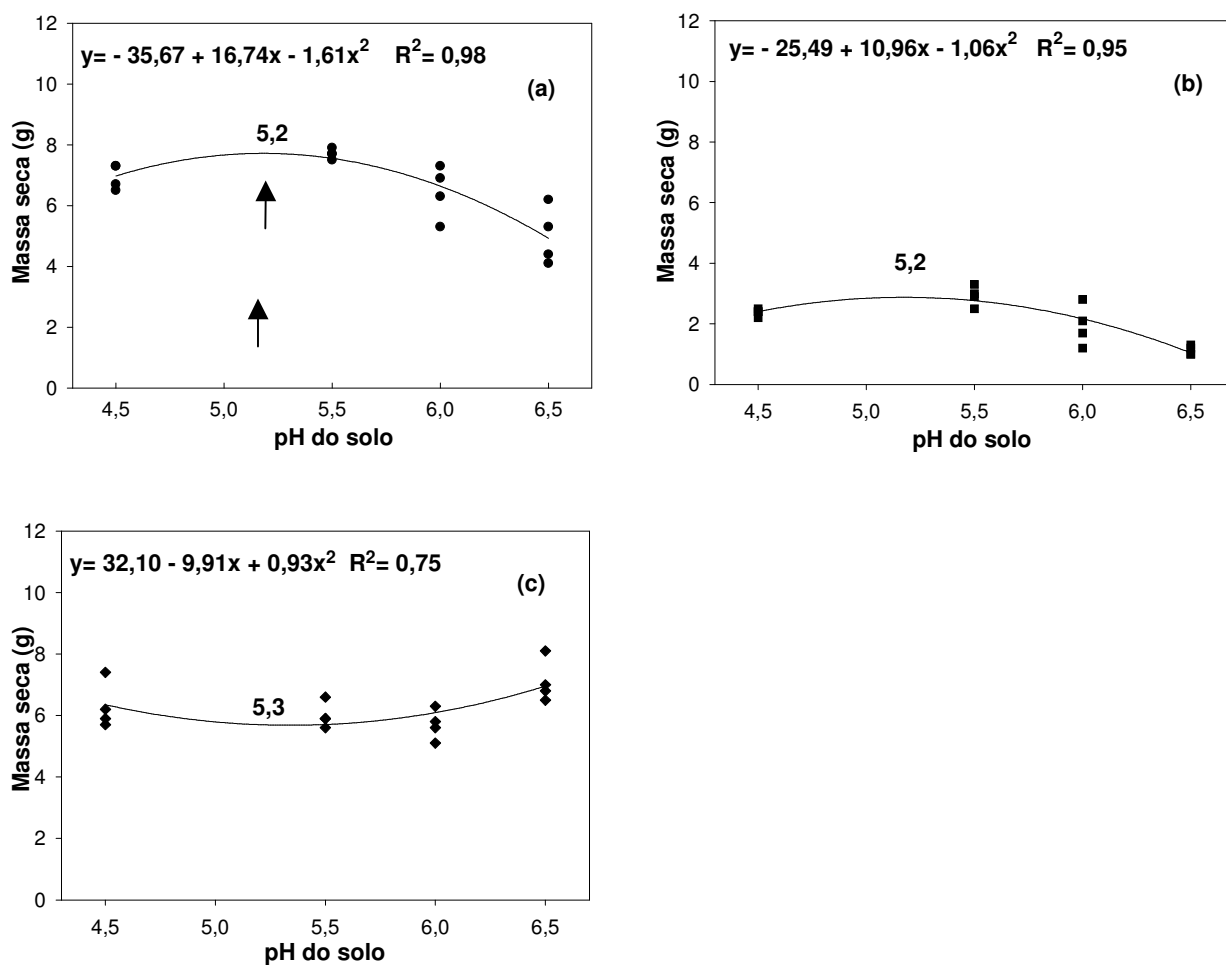 y= - 35,67 + 16,74x - 1,61x² R²= 0,98
(a)
5,2
Massa seca (g)
12
10
8
6
4
2
0
4,5 5,0 5,5 6,0 6,5
pH do solo
y= - 25,49 + 10,96x - 1,06x² R²= 0,95
(b)
5,2
Massa seca (g)
12
10
8
6
4
2
0
4,5 5,0 5,5 6,0 6,5
pH do solo
y= 32,10 - 9,91x + 0,93x² R²= 0,75
(c)
5,3
Massa seca (g)
12
10
8
6
4
2
0
4,5 5,0 5,5 6,0 6,5
pH do solo